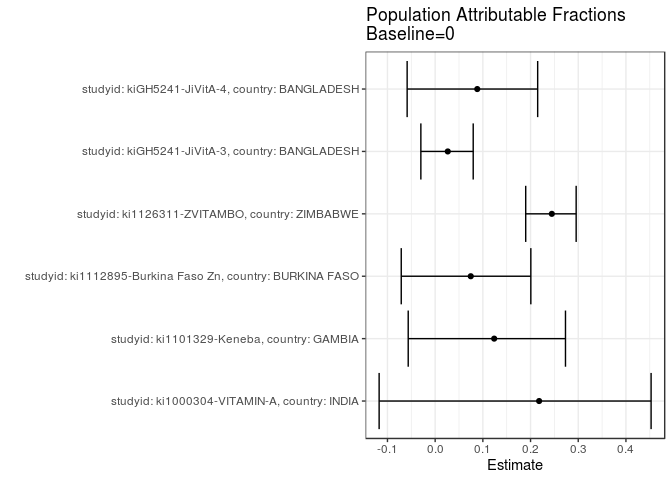 Population Attributable Fractions
Baseline=0
studyid: kiGH5241-JiVitA-4, country: BANGLADESH
studyid: kiGH5241-JiVitA-3, country: BANGLADESH
studyid: ki1126311-ZVITAMBO, country: ZIMBABWE
studyid: ki1112895-Burkina Faso Zn, country: BURKINA FASO
studyid: ki1101329-Keneba, country: GAMBIA
studyid: ki1000304-VITAMIN-A, country: INDIA
-0.1 0.0 0.1 0.2 0.3 0.4
Estimate